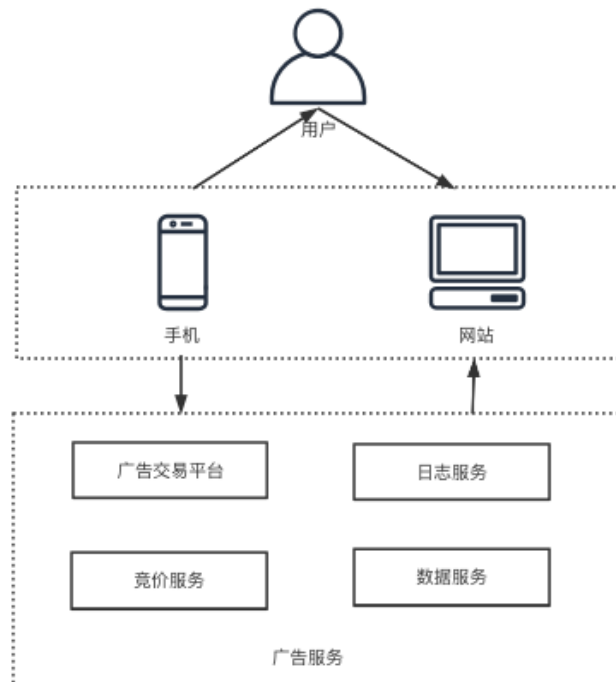 用户
手机
网站
广告交易平台
日志服务
竞价服务
数据服务
广告服务